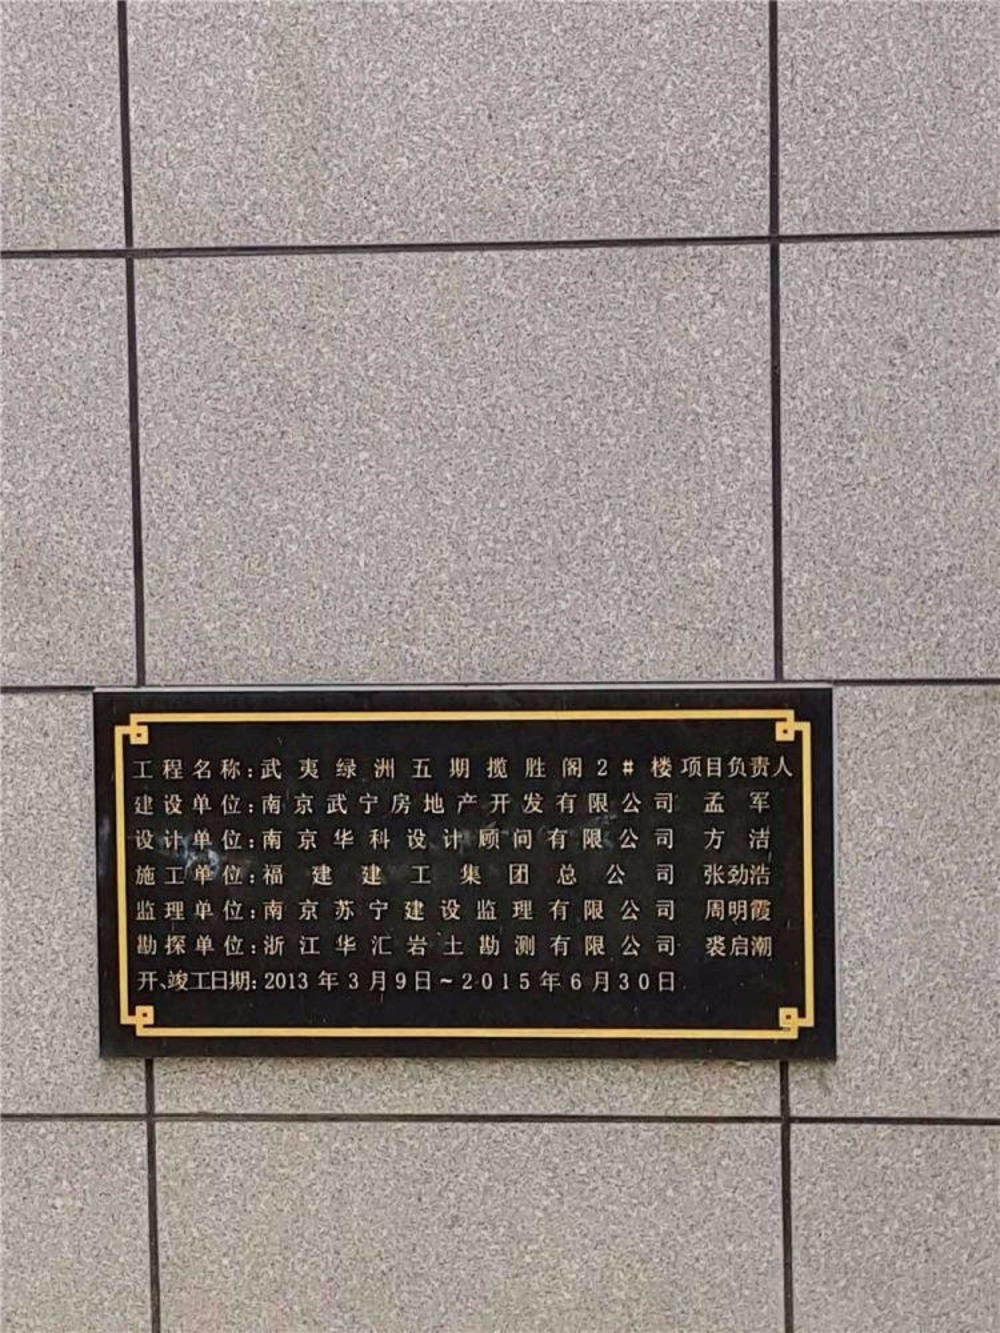 工程名称:武夷绿洲五期揽胜阁2#楼 项目负责人
建设单位:南京武宁房地产开发有限公司 孟军
设计单位:南京华科设计顾问有限公司 方洁
施工单位:福建建工集团总公司 张劲浩
监理单位:南京苏宁建设监理有限公司 周明霞
勘探单位:浙江华汇岩土勘测有限公司 裘启潮
开、竣工日期:2013年3月9日~2015年6月30日